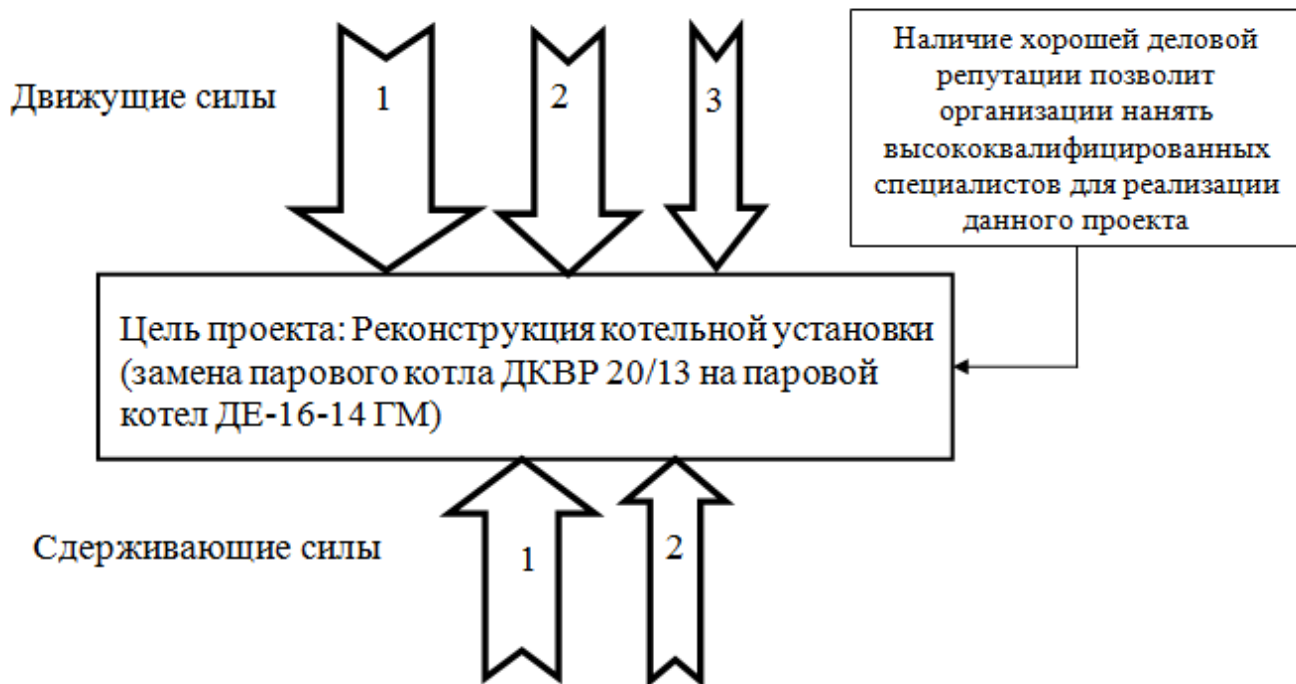 Движущие силы
1
2
3
Наличие хорошей деловой
репутации позволит
организации нанять
высококвалифицированных
специалистов для реализации
данного проекта
Цель проекта: Реконструкция котельной установки
(замена парового котла ДКВР 20/13 на паровой
котел ДЕ-16-14 ГМ)
Сдерживающие силы
1
2